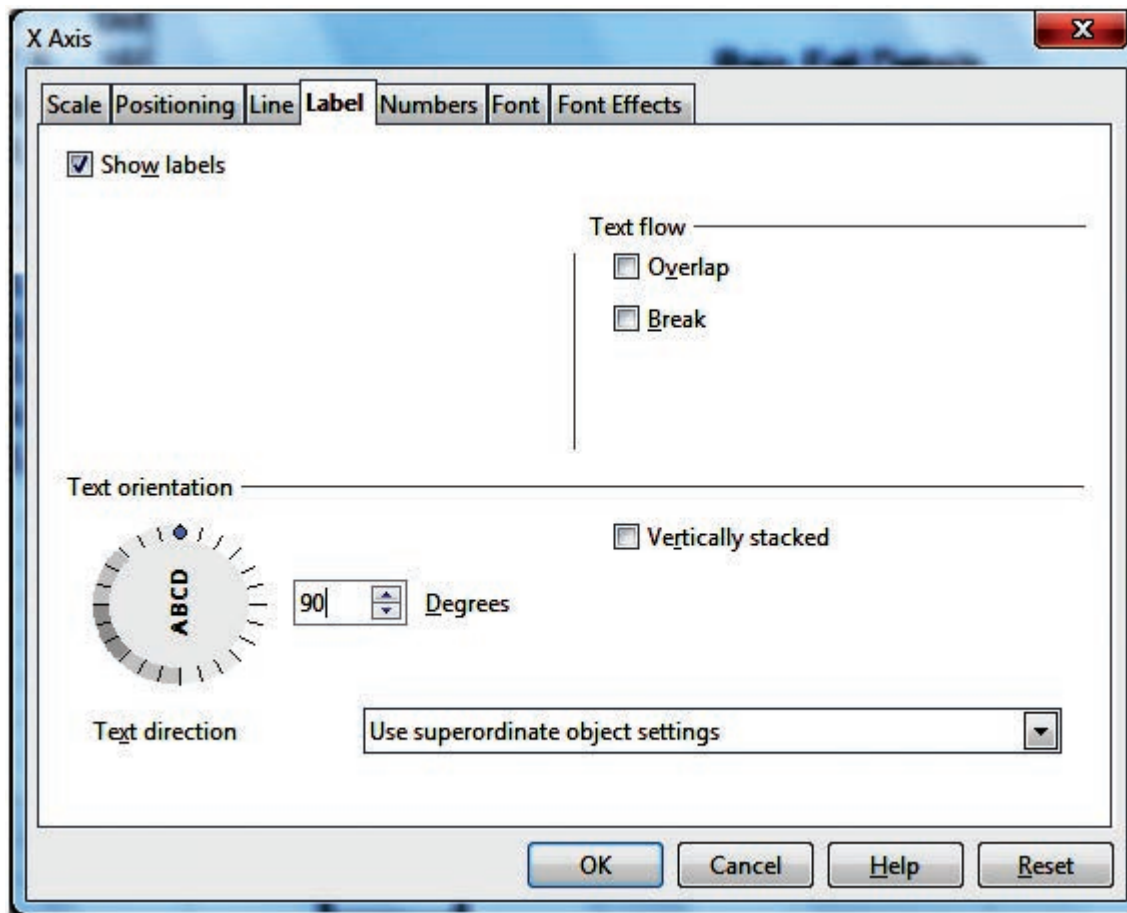 X Axis
X
Scale Positioning Line Label Numbers Font Font Effects
Show labels
Text flow
Overlap
Break
Text orientation
Vertically stacked
ABCD
90 Degrees
Text direction Use superordinate object settings
OK Cancel Help Reset